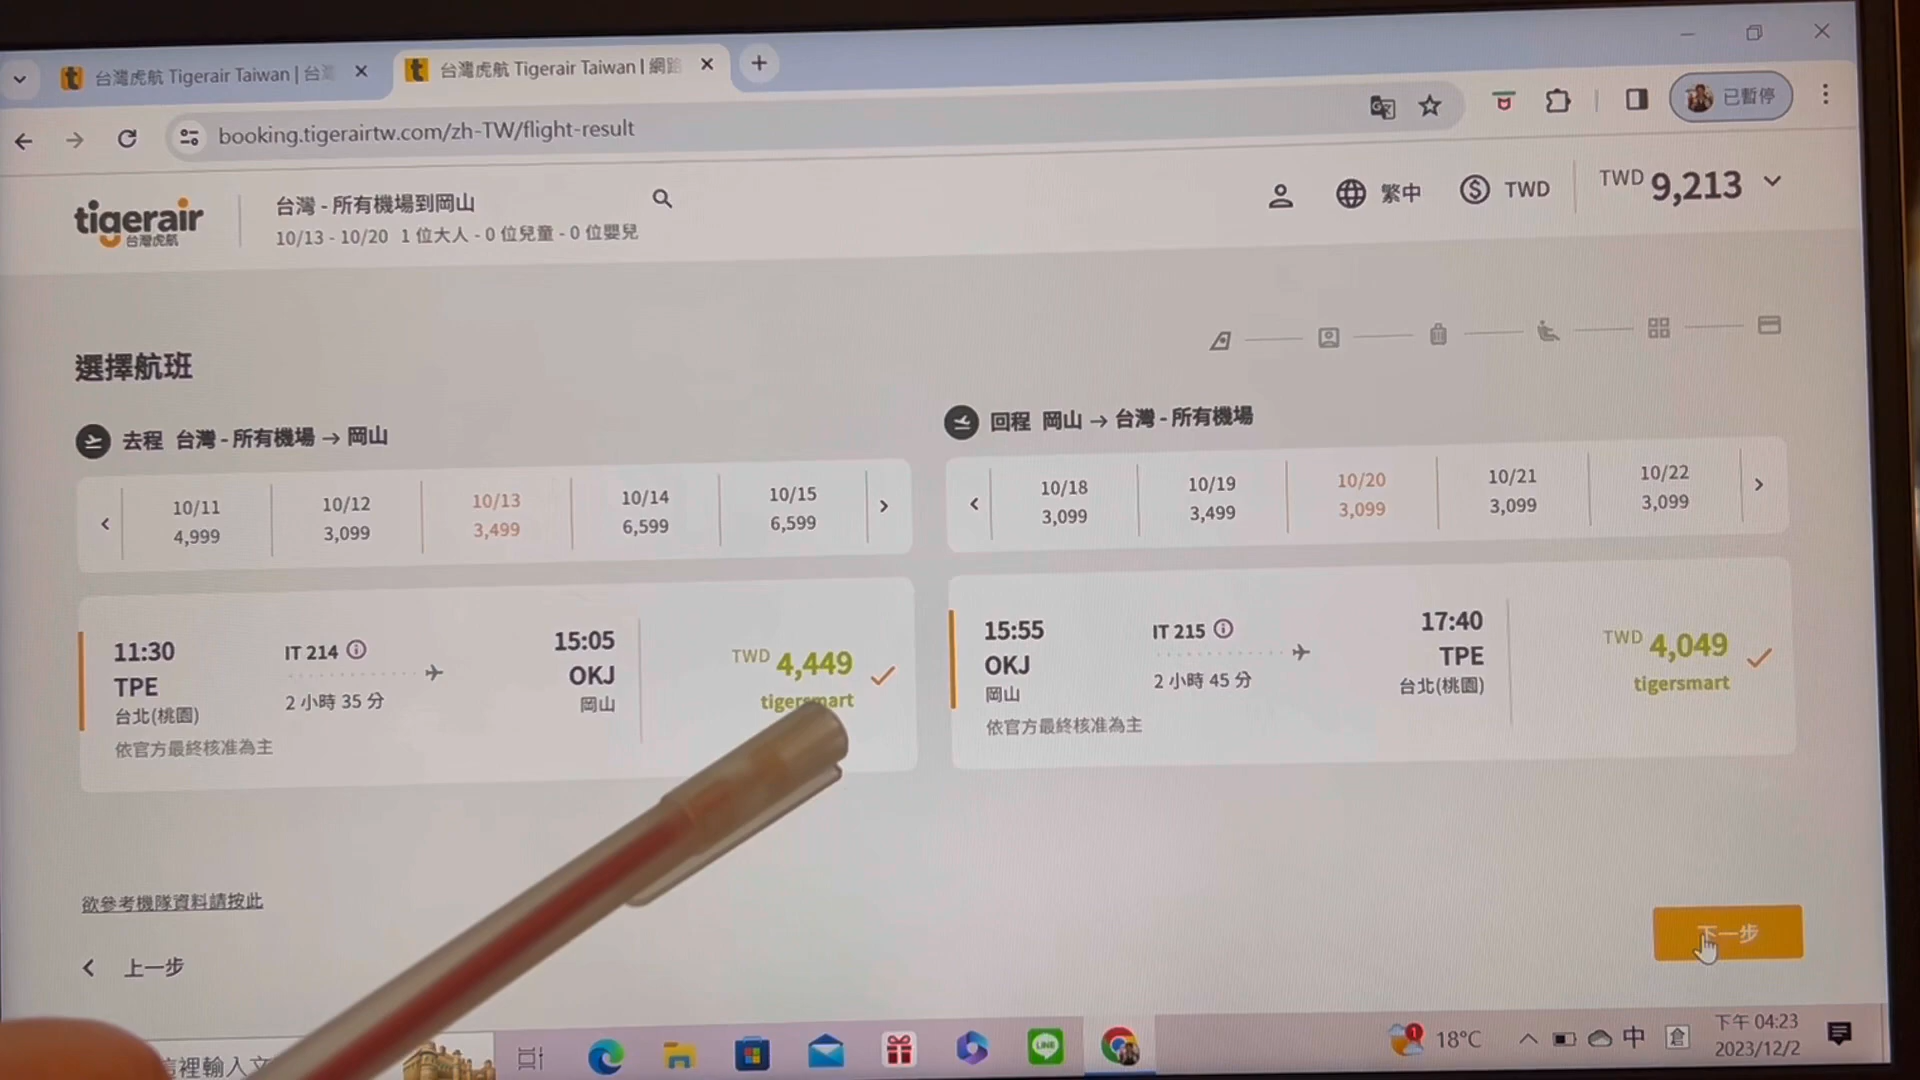 台灣虎航 Tigerair Taiwan | 台灣
台灣虎航 Tigerair Taiwan | 網路
booking.tigerairtw.com/zh-TW/flight-result
已暫停
tigerair
台灣虎航
台灣 - 所有機場到岡山
10/13 - 10/20 1 位大人 - 0 位兒童 - 0 位嬰兒
繁中
TWD
TWD 9,213
選擇航班
去程 台灣 - 所有機場 → 岡山
10/11 10/12 10/13 10/14 10/15
4,999 3,099 3,499 6,599 6,599
11:30 IT 214 15:05
TPE OKJ
TWD 4,449
台北(桃園) 2 小時 35 分 岡山
tigersmart
依官方最終核准為主
回程 岡山 → 台灣 - 所有機場
10/18 10/19 10/20 10/21 10/22
3,099 3,499 3,099 3,099 3,099
15:55 IT 215 17:40
OKJ TPE
TWD 4,049
岡山 2 小時 45 分 台北(桃園)
tigersmart
依官方最終核准為主
欲參考機隊資料請按此
上一步
下一步
這裡輸入文
LINE
1
18°C
中
倉
下午 04:23
2023/12/2